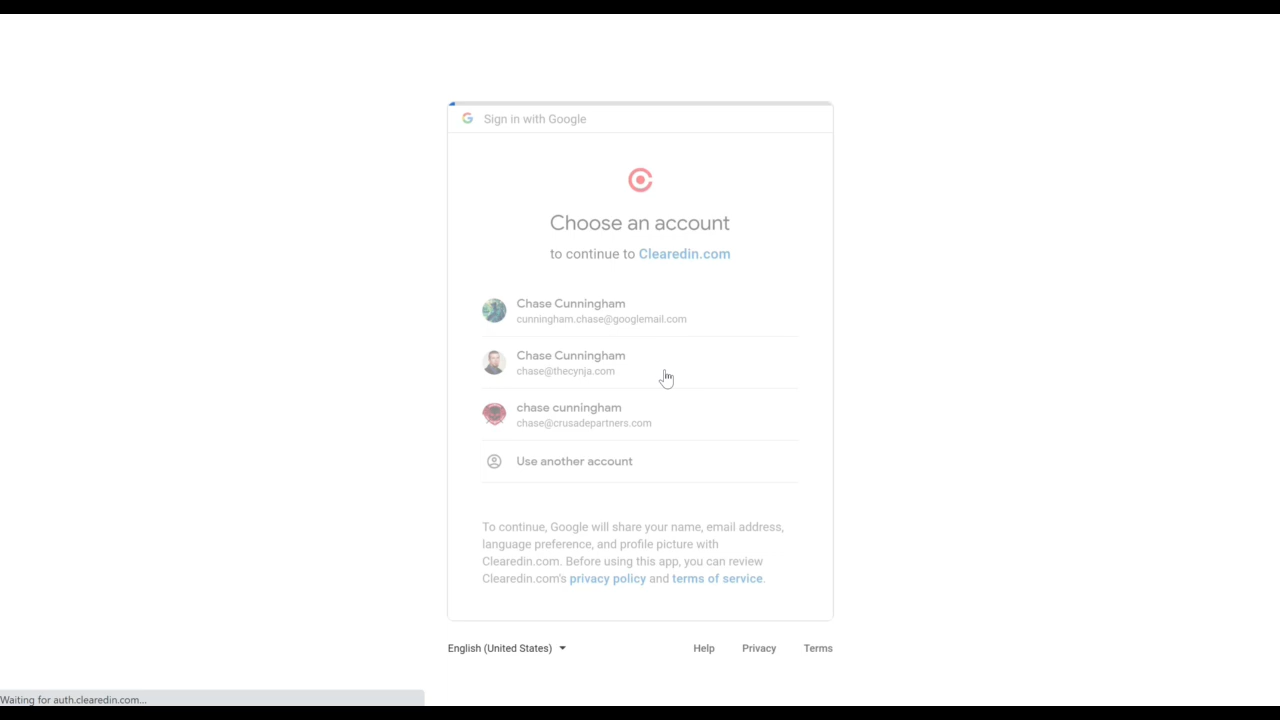 Sign in with Google
Choose an account
to continue to Clearedin.com
Chase Cunningham
cunningham.chase@googlemail.com
Chase Cunningham
chase@thecynja.com
chase cunningham
chase@crusadepartners.com
Use another account
To continue, Google will share your name, email address,
language preference, and profile picture with
Clearedin.com. Before using this app, you can review
Clearedin.com's privacy policy and terms of service.
English (United States)
Help Privacy Terms
Waiting for auth.clearedin.com...